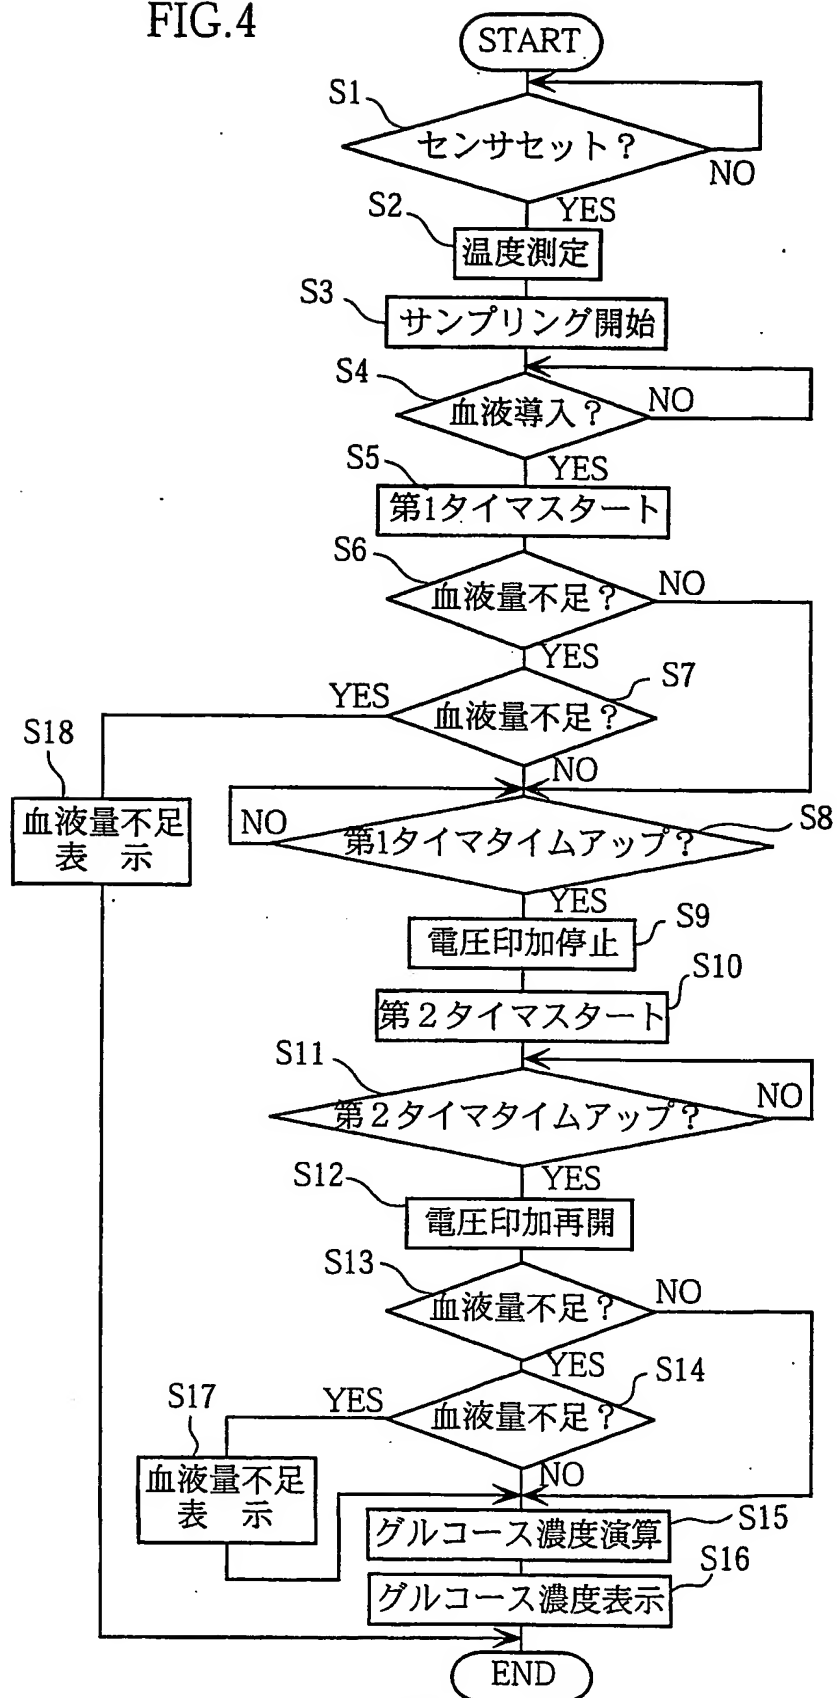 FIG.4
START
S1
センサセット？
NO
YES
S2
温度測定
S3
サンプリング開始
S4
血液導入？
NO
YES
S5
第1タイマスタート
S6
血液量不足？
NO
YES
S7
YES
血液量不足？
NO
S18
血液量不足
表 示
S8
NO
第1タイマタイムアップ？
YES
S9
電圧印加停止
S10
第２タイマスタート
S11
第２タイマタイムアップ？
NO
YES
S12
電圧印加再開
S13
血液量不足？
NO
YES
S14
YES
血液量不足？
NO
S17
血液量不足
表 示
S15
グルコース濃度演算
S16
グルコース濃度表示
END